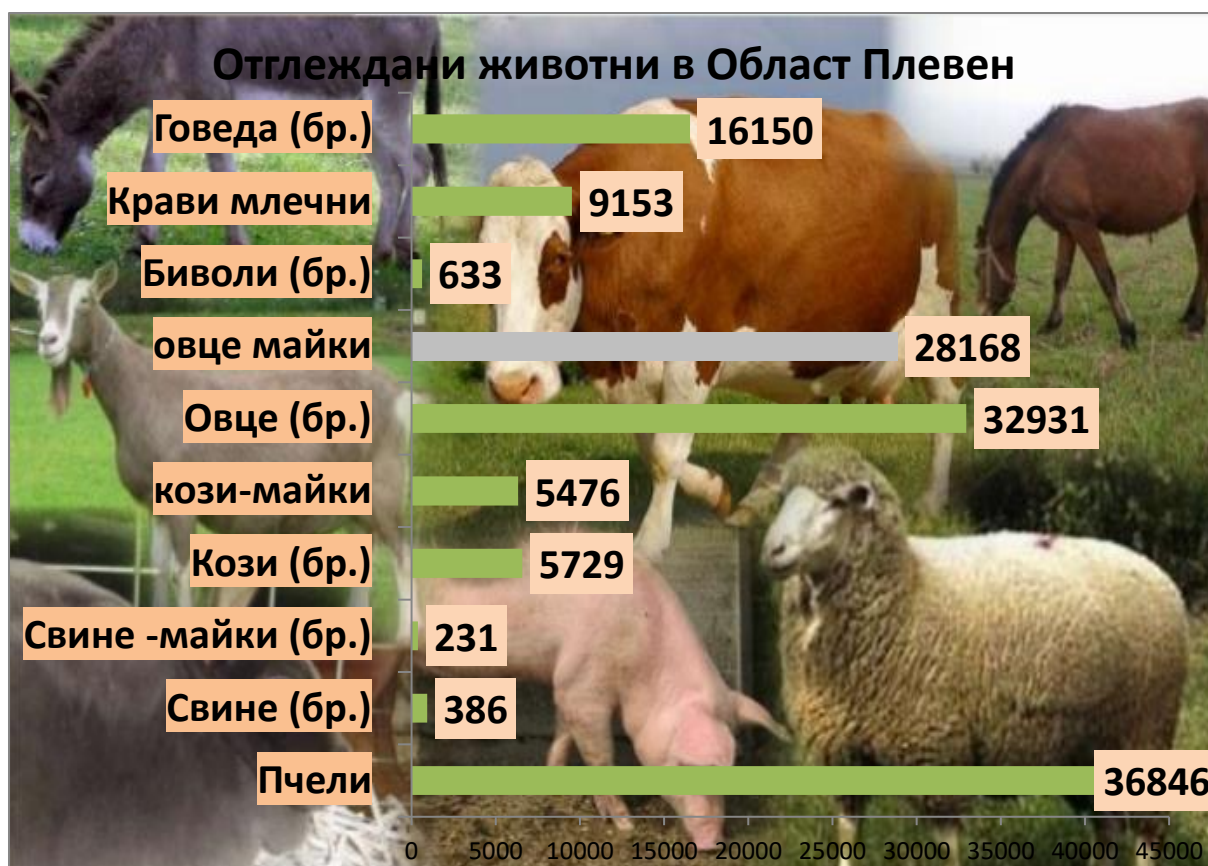 Отглеждани животни в Област Плевен
Говеда (бр.) 16150
Крави млечни 9153
Биволи (бр.) 633
овце майки 28168
Овце (бр.) 32931
кози-майки 5476
Кози (бр.) 5729
Свине -майки (бр.) 231
Свине (бр.) 386
Пчели 36846
0 5000 10000 15000 20000 25000 30000 35000 40000 45000